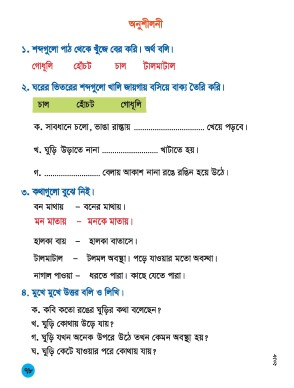 অনুশীলনী
১. শব্দগুলো পাঠ থেকে খুঁজে বের করি। অর্থ বলি।
গোধূলি হোঁচট চাল টালমাটাল
২. ঘরের ভিতরের শব্দগুলো খালি জায়গায় বসিয়ে বাক্য তৈরি করি।
চাল হোঁচট গোধূলি
ক. সাবধানে চলো, ভাঙা রাস্তায় ........................ খেয়ে পড়বে।
খ. ঘুড়ি উড়াতে নানা ........................ খাটাতে হয়।
গ. ........................ বেলায় আকাশ নানা রঙে রঙিন হয়ে উঠে।
৩. কথাগুলো বুঝে নিই।
বন মাথায় – বনের মাথায়।
মন মাতায় – মনকে মাতায়।
হালকা বায় – হালকা বাতাসে।
টালমাটাল – টলমল অবস্থা। পড়ে যাওয়ার মতো অবস্থা।
নাগাল পাওয়া – ধরতে পারা। কাছে যেতে পারা।
৪. মুখে মুখে উত্তর বলি ও লিখি।
ক. কবি কতো রঙের ঘুড়ির কথা বলেছেন?
খ. ঘুড়ি কোথায় উড়ে যায়?
গ. ঘুড়ি যখন অনেক উপরে উঠে তখন কেমন অবস্থা হয়?
ঘ. ঘুড়ি কেটে যাওয়ার পরে কোথায় যায়?